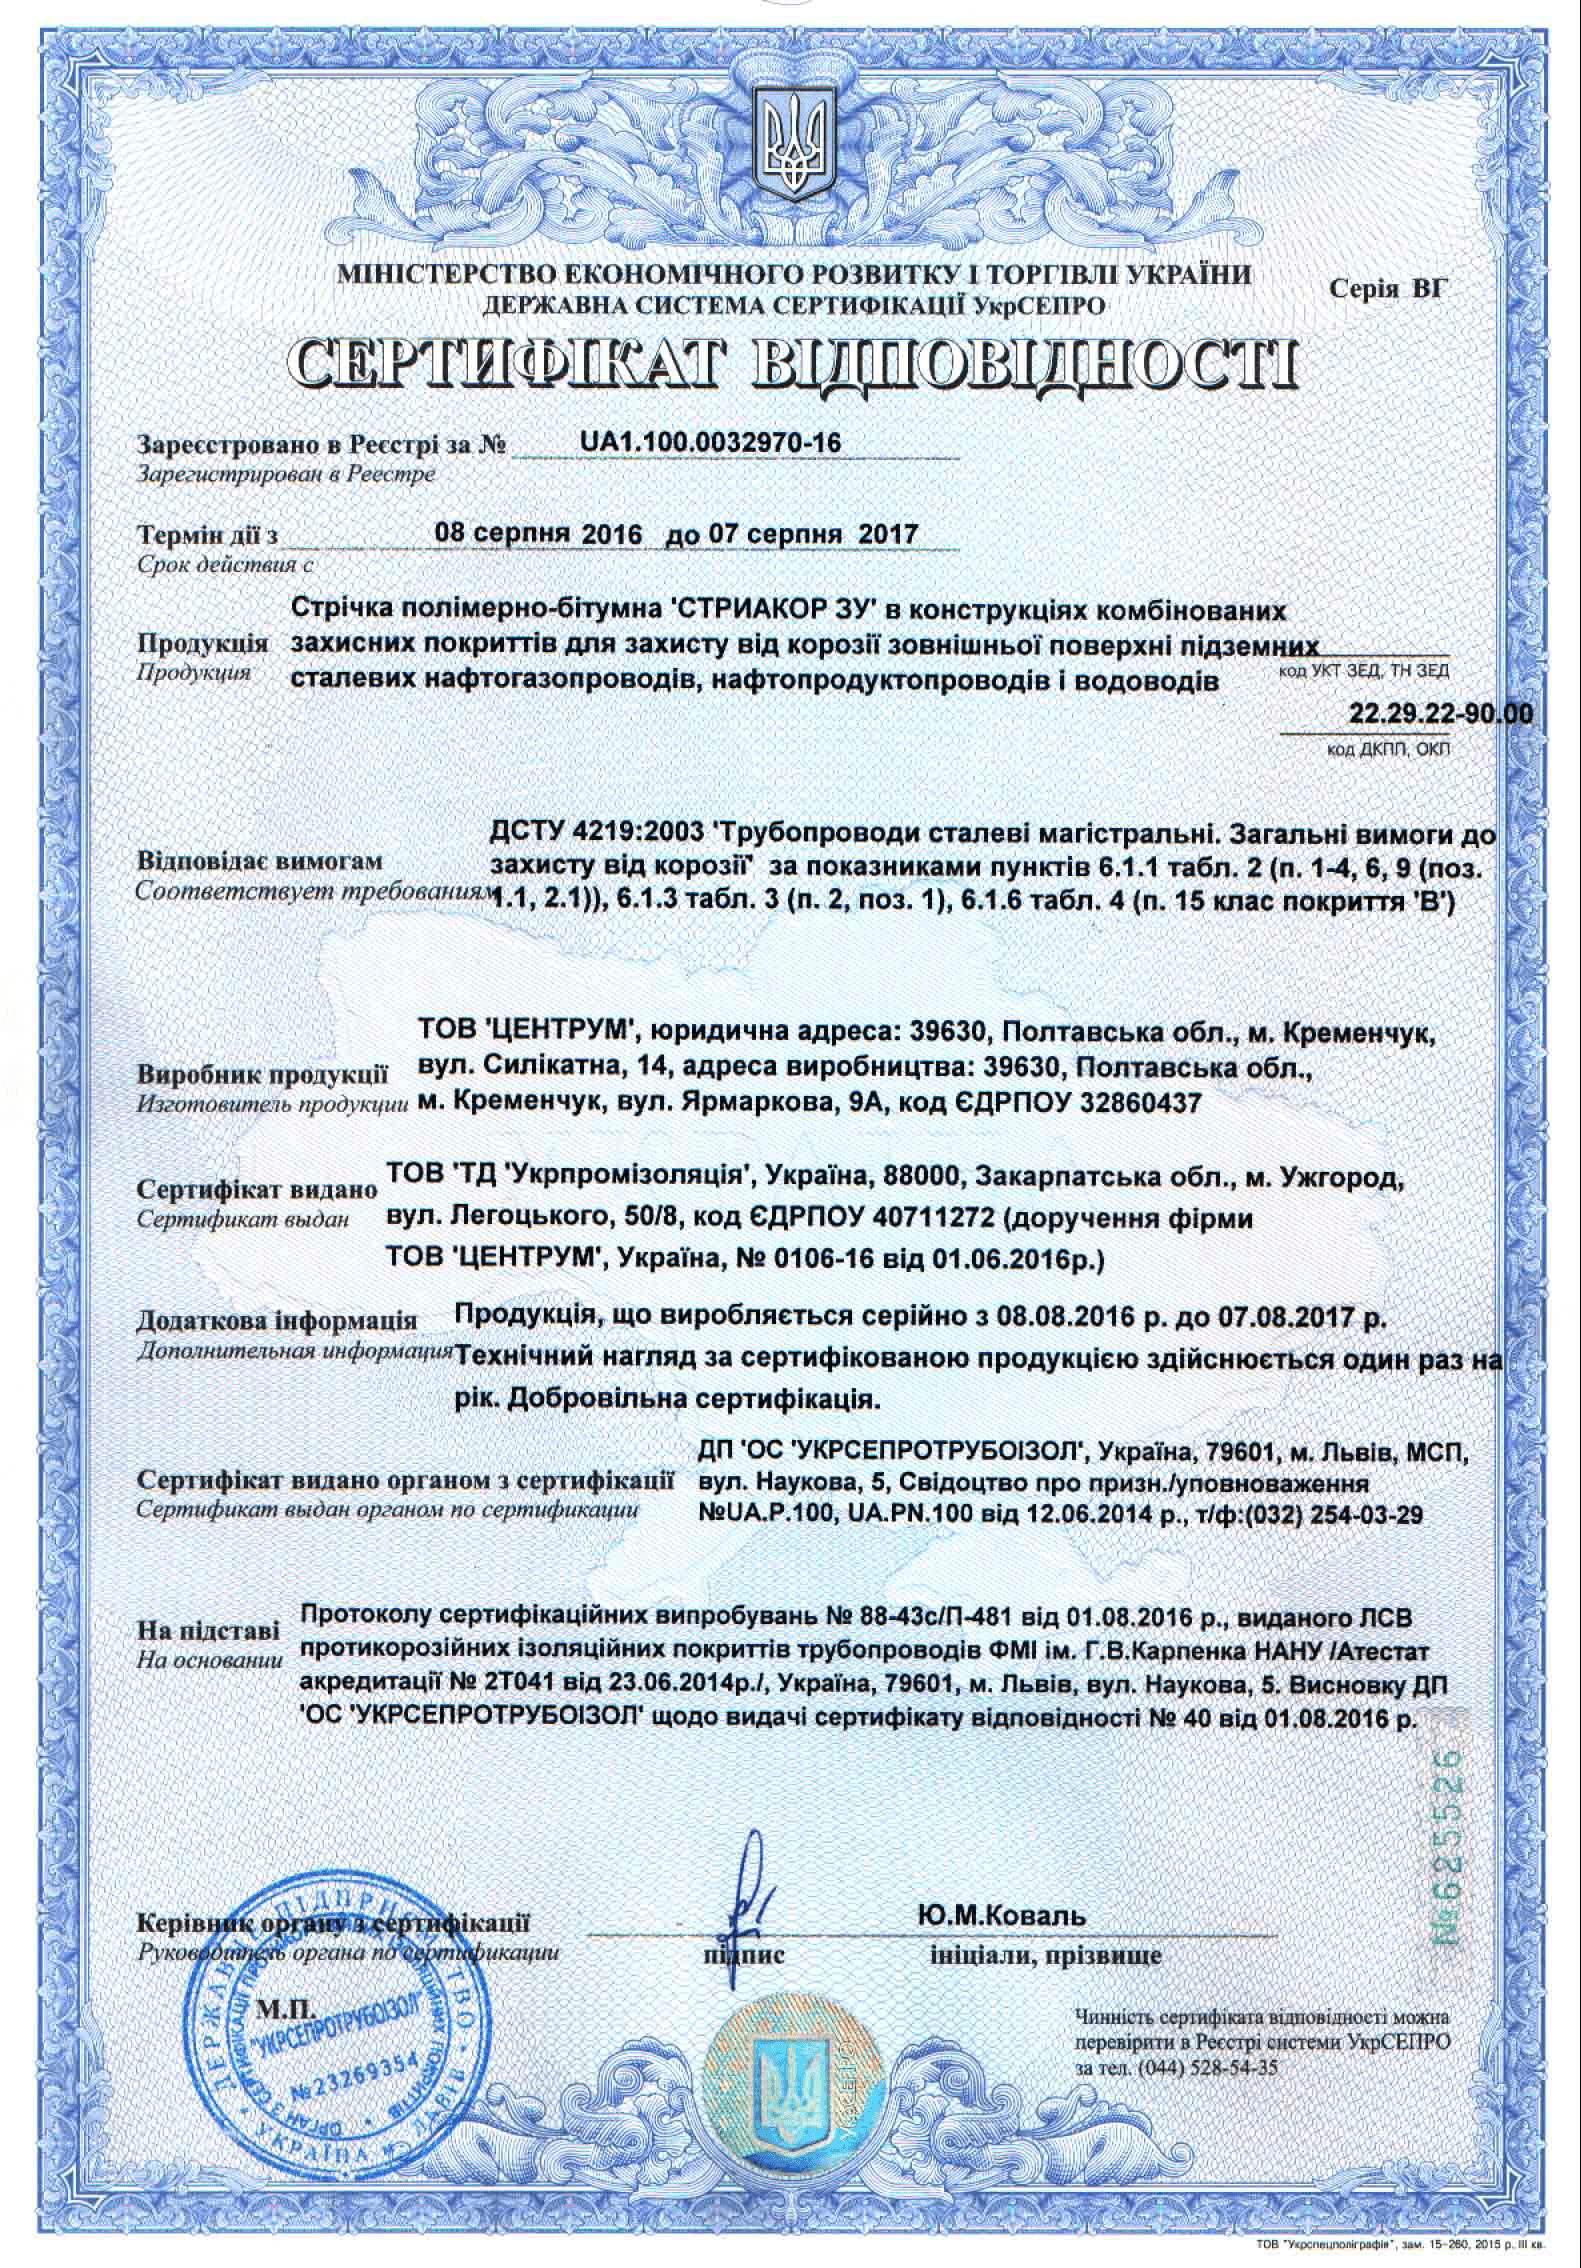 МІНІСТЕРСТВО ЕКОНОМІЧНОГО РОЗВИТКУ І ТОРГІВЛІ УКРАЇНИ
Серія ВГ
ДЕРЖАВНА СИСТЕМА СЕРТИФІКАЦІЇ УкрСЕПРО
СЕРТИФІКАТ ВІДПОВІДНОСТІ
Зареєстровано в Реєстрі за № UA1.100.0032970-16
Зарегистрирован в Реестре
Термін дії з 08 серпня 2016 до 07 серпня 2017
Срок действия с
Стрічка полімерно-бітумна 'СТРИАКОР ЗУ' в конструкціях комбінованих
Продукція захисних покриттів для захисту від корозії зовнішньої поверхні підземних
Продукция сталевих нафтогазопроводів, нафтопродуктопроводів і водоводів
код УКТ ЗЕД, ТН ЗЕД
22.29.22-90.00
код ДКПП, ОКП
ДСТУ 4219:2003 'Трубопроводи сталеві магістральні. Загальні вимоги до
Відповідає вимогам захисту від корозії' за показниками пунктів 6.1.1 табл. 2 (п. 1-4, 6, 9 (поз.
Соответствует требованиям 1.1, 2.1)), 6.1.3 табл. 3 (п. 2, поз. 1), 6.1.6 табл. 4 (п. 15 клас покриття 'В')
ТОВ 'ЦЕНТРУМ', юридична адреса: 39630, Полтавська обл., м. Кременчук,
Виробник продукції вул. Силікатна, 14, адреса виробництва: 39630, Полтавська обл.,
Изготовитель продукции м. Кременчук, вул. Ярмаркова, 9А, код ЄДРПОУ 32860437
Сертифікат видано ТОВ 'ТД 'Укрпромізоляція', Україна, 88000, Закарпатська обл., м. Ужгород,
Сертификат выдан вул. Легоцького, 50/8, код ЄДРПОУ 40711272 (доручення фірми
ТОВ 'ЦЕНТРУМ', Україна, № 0106-16 від 01.06.2016р.)
Додаткова інформація Продукція, що виробляється серійно з 08.08.2016 р. до 07.08.2017 р.
Дополнительная информация Технічний нагляд за сертифікованою продукцією здійснюється один раз на
рік. Добровільна сертифікація.
ДП 'ОС 'УКРСЕПРОТРУБОІЗОЛ', Україна, 79601, м. Львів, МСП,
Сертифікат видано органом з сертифікації вул. Наукова, 5, Свідоцтво про призн./уповноваження
Сертификат выдан органом по сертификации №UA.P.100, UA.PN.100 від 12.06.2014 р., т/ф:(032) 254-03-29
Протоколу сертифікаційних випробувань № 88-43с/П-481 від 01.08.2016 р., виданого ЛСВ
На підставі протикорозійних ізоляційних покриттів трубопроводів ФМІ ім. Г.В.Карпенка НАНУ /Атестат
На основании акредитації № 2Т041 від 23.06.2014р./, Україна, 79601, м. Львів, вул. Наукова, 5. Висновку ДП
'ОС 'УКРСЕПРОТРУБОІЗОЛ' щодо видачі сертифікату відповідності № 40 від 01.08.2016 р.
№625526
Керівник органу з сертифікації Ю.М.Коваль
Руководитель органа по сертификации підпис ініціали, прізвище
М.П.
ДЕРЖАВНЕ ПІДПРИЄМСТВО
УКРАЇНА м. ЛЬВІВ
"УКРСЕПРОТРУБОІЗОЛ"
№23269354
УкрСЕПРО
Чинність сертифіката відповідності можна
перевірити в Реєстрі системи УкрСЕПРО
за тел. (044) 528-54-35
ТОВ "Укрспецполіграфія", зам. 15-260, 2015 р. III кв.